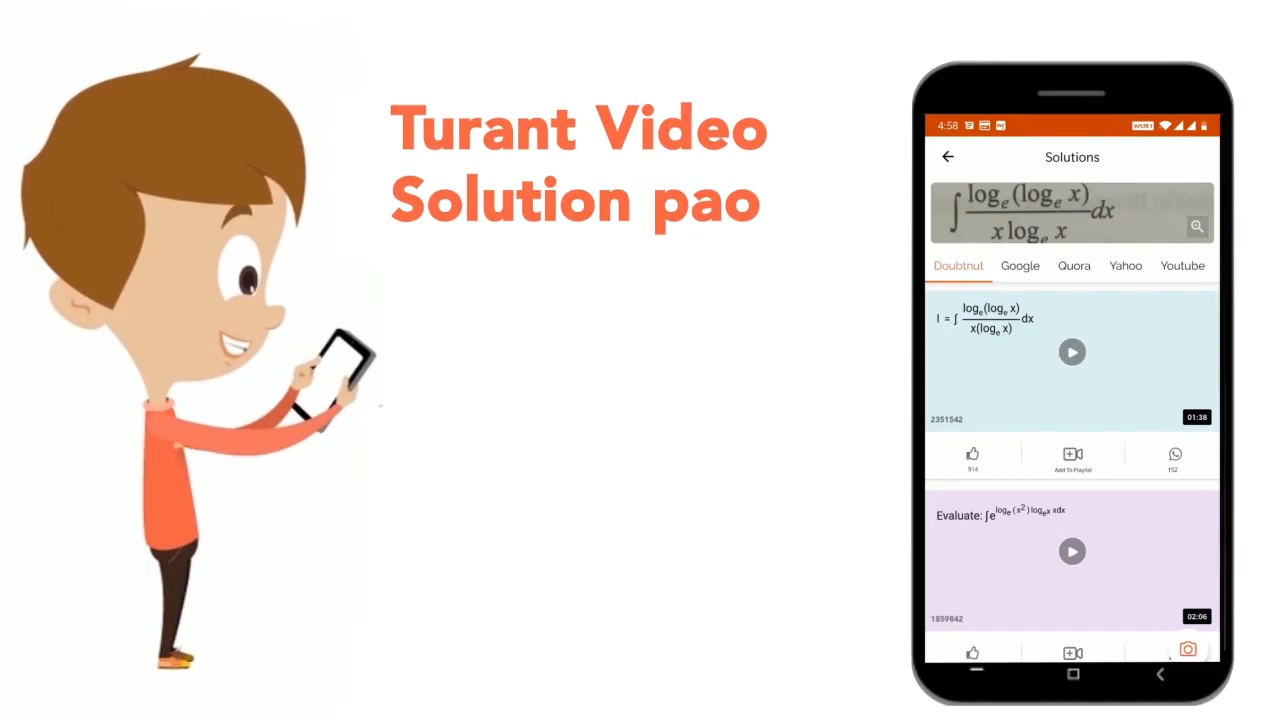 Turant Video
Solution pao
4:58
VoLTE1
Solutions
∫ logₑ(logₑ x) / x logₑ x dx
Doubtnut Google Quora Yahoo Youtube
I = ∫ logₑ(logₑ x) / x(logₑ x) dx
2351542 01:38
914 Add To Playlist 152
Evaluate: ∫e^logₑ(x²)logₑx xdx
1859842 02:06